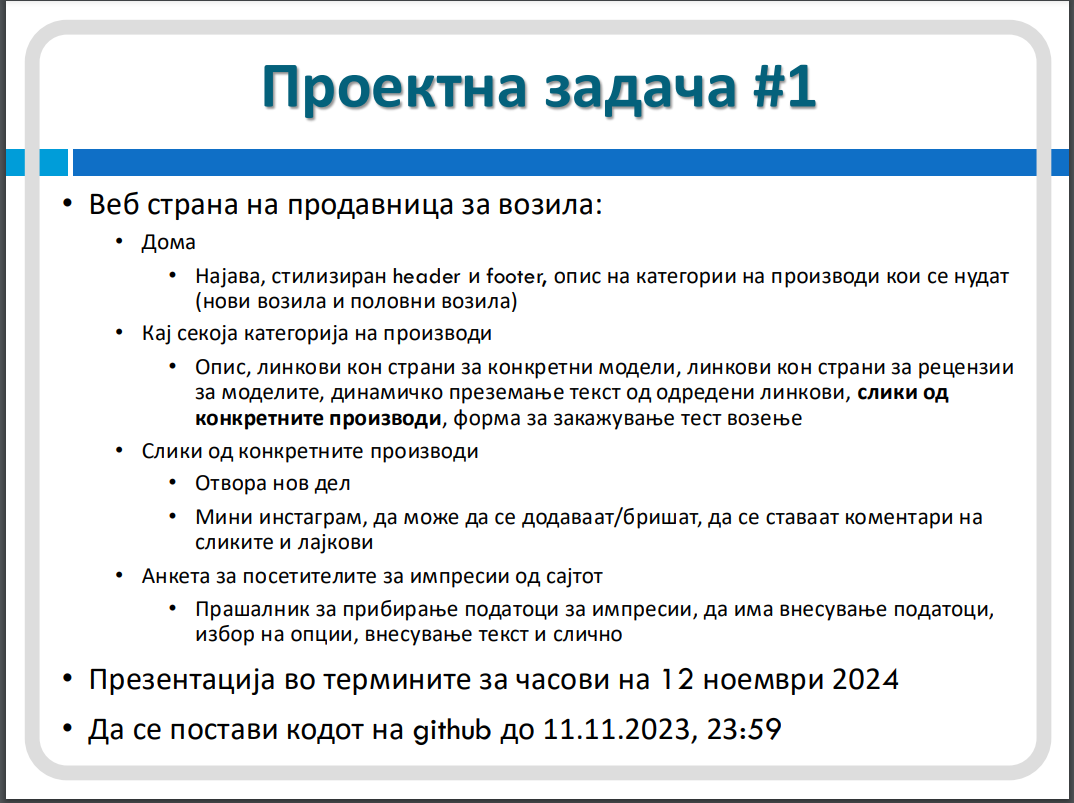 Проектна задача #1
• Веб страна на продавница за возила:
• Дома
• Најава, стилизиран header и footer, опис на категории на производи кои се нудат
(нови возила и половни возила)
• Кај секоја категорија на производи
• Опис, линкови кон страни за конкретни модели, линкови кон страни за рецензии
за моделите, динамичко преземање текст од одредени линкови, слики од
конкретните производи, форма за закажување тест возење
• Слики од конкретните производи
• Отвора нов дел
• Мини инстаграм, да може да се додаваат/бришат, да се ставаат коментари на
сликите и лајкови
• Анкета за посетителите за импресии од сајтот
• Прашалник за прибирање податоци за импресии, да има внесување податоци,
избор на опции, внесување текст и слично
• Презентација во термините за часови на 12 ноември 2024
• Да се постави кодот на github до 11.11.2023, 23:59